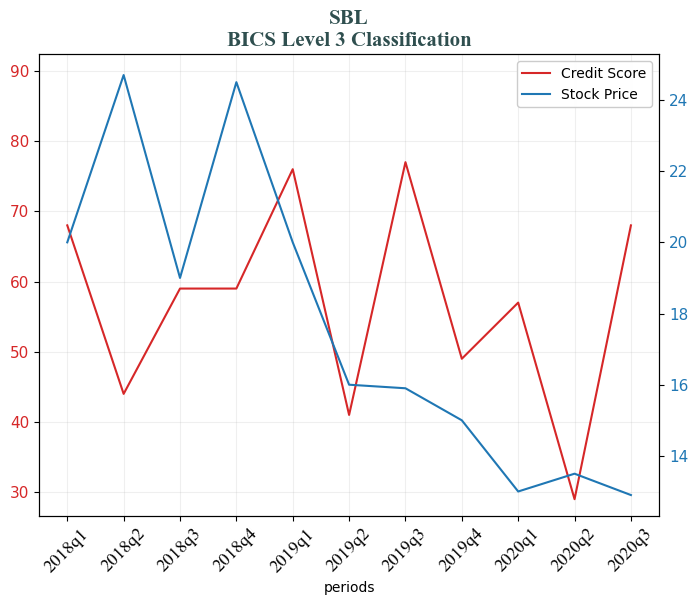 SBL
BICS Level 3 Classification
Credit Score
Stock Price
90
80
70
60
50
40
30
24
22
20
18
16
14
2018q1
2018q2
2018q3
2018q4
2019q1
2019q2
2019q3
2019q4
2020q1
2020q2
2020q3
periods